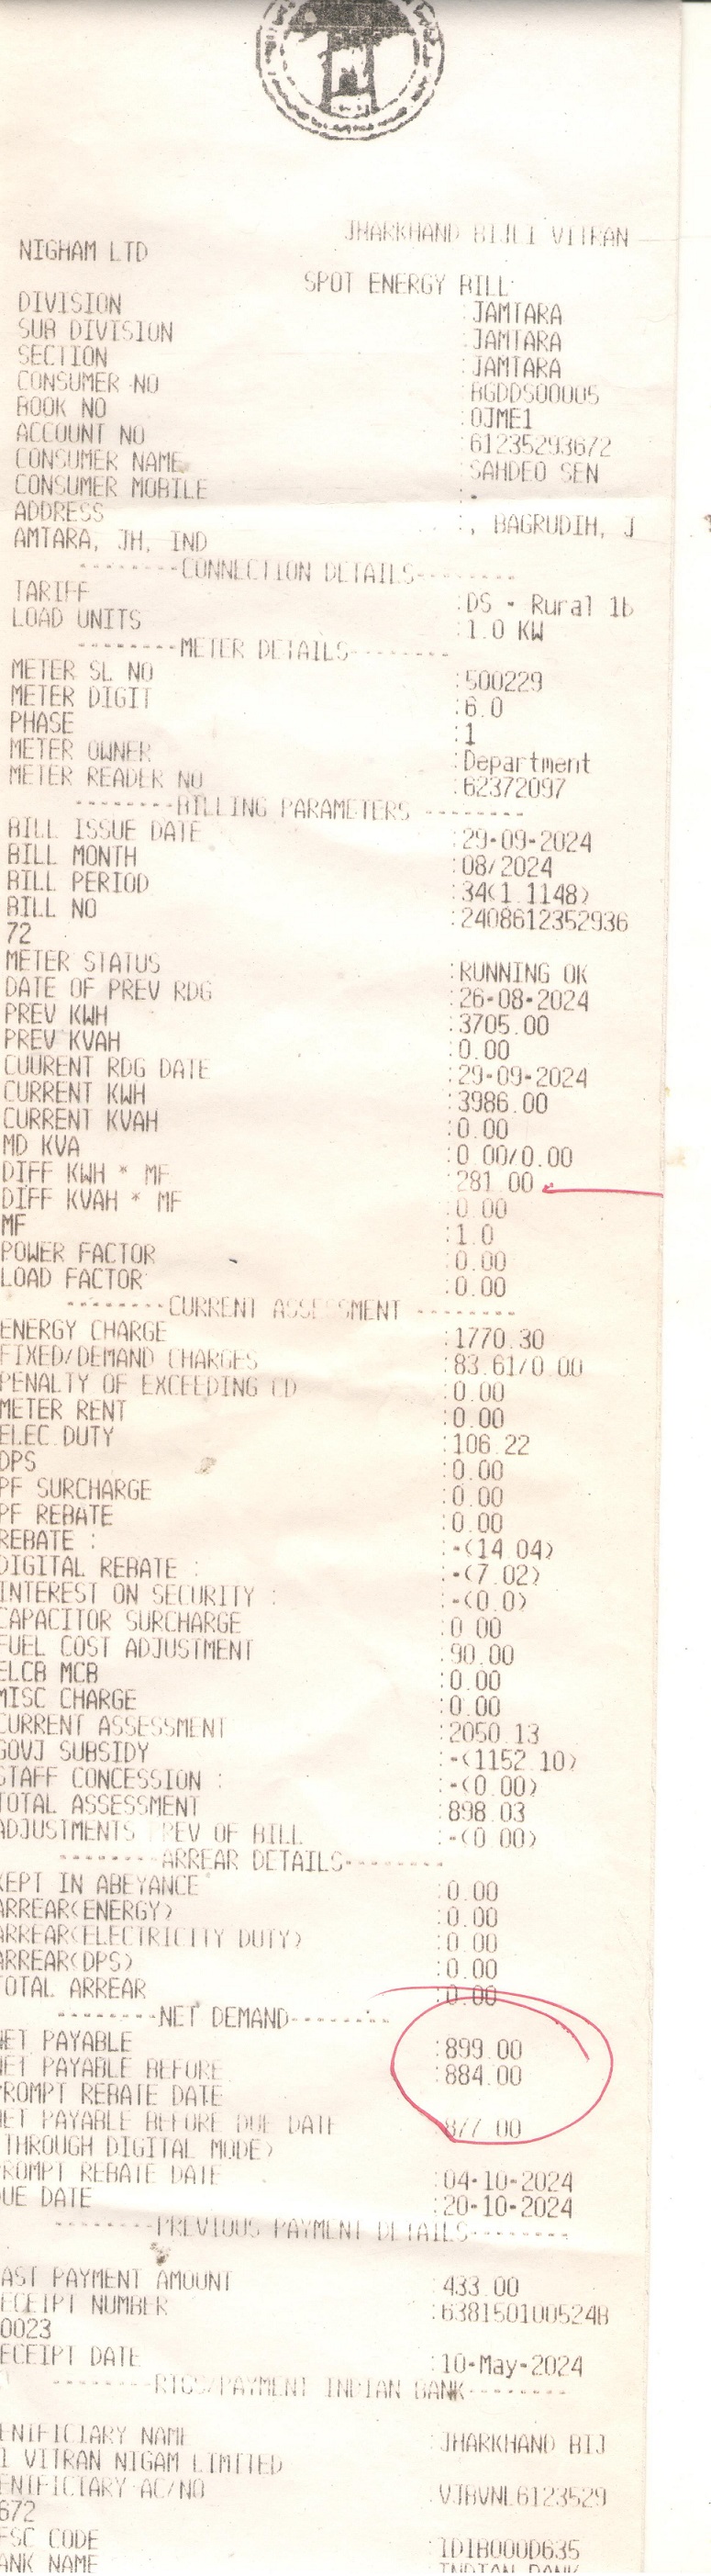 JHARKHAND BIJLI VITRAN
NIGHAM LTD
SPOT ENERGY BILL
DIVISION :JAMTARA
SUB DIVISION :JAMTARA
SECTION :JAMTARA
CONSUMER NO :BGDDS00005
BOOK NO :OJME1
ACCOUNT NO :61235293672
CONSUMER NAME :SAHDEO SEN
CONSUMER MOBILE :-
ADDRESS :, BAGRUDIH, J
AMTARA, JH, IND
--------CONNECTION DETAILS--------
TARIFF :DS - Rural 1b
LOAD UNITS :1.0 KW
--------METER DETAILS--------
METER SL NO :500229
METER DIGIT :6.0
PHASE :1
METER OWNER :Department
METER READER NO :62372097
--------BILLING PARAMETERS --------
BILL ISSUE DATE :29-09-2024
BILL MONTH :08/2024
BILL PERIOD :34(1.1148)
BILL NO :2408612352936
72
METER STATUS :RUNNING OK
DATE OF PREV RDG :26-08-2024
PREV KWH :3705.00
PREV KVAH :0.00
CUURENT RDG DATE :29-09-2024
CURRENT KWH :3986.00
CURRENT KVAH :0.00
MD KVA :0.00/0.00
DIFF KWH * MF :281.00
DIFF KVAH * MF :0.00
MF :1.0
POWER FACTOR :0.00
LOAD FACTOR :0.00
--------CURRENT ASSESSMENT --------
ENERGY CHARGE :1770.30
FIXED/DEMAND CHARGES :83.61/0.00
PENALTY OF EXCEEDING CD :0.00
METER RENT :0.00
ELEC.DUTY :106.22
DPS :0.00
PF SURCHARGE :0.00
PF REBATE :0.00
REBATE : :-(14.04)
DIGITAL REBATE : :-(7.02)
INTEREST ON SECURITY : :-(0.0)
CAPACITOR SURCHARGE :0.00
FUEL COST ADJUSTMENT :90.00
ELCB MCB :0.00
MISC CHARGE :0.00
CURRENT ASSESSMENT :2050.13
GOVJ SUBSIDY :-(1152.10)
STAFF CONCESSION : :-(0.00)
TOTAL ASSESSMENT :898.03
ADJUSTMENTS PEV OF BILL :-(0.00)
--------ARREAR DETAILS--------
KEPT IN ABEYANCE :0.00
ARREAR(ENERGY) :0.00
ARREAR(ELECTRICITY DUTY) :0.00
ARREAR(DPS) :0.00
TOTAL ARREAR :0.00
--------NET DEMAND--------
NET PAYABLE :899.00
NET PAYABLE BEFORE :884.00
PROMPT REBATE DATE
NET PAYABLE BEFORE DUE DATE :877.00
(THROUGH DIGITAL MODE)
PROMPT REBATE DATE :04-10-2024
DUE DATE :20-10-2024
--------PREVIOUS PAYMENT DETAILS--------
AST PAYMENT AMOUNT :433.00
ECEIPT NUMBER :638150100524B
0023
ECEIPT DATE :10-May-2024
--------RTGS/PAYMENT INDIAN BANK--------
ENIFICIARY NAME :JHARKHAND BIJ
I VITRAN NIGAM LIMITED
ENIFICIARY AC/NO :VJBVNL6123529
672
FSC CODE :IDIB000D635
ANK NAME :INDIAN BANK